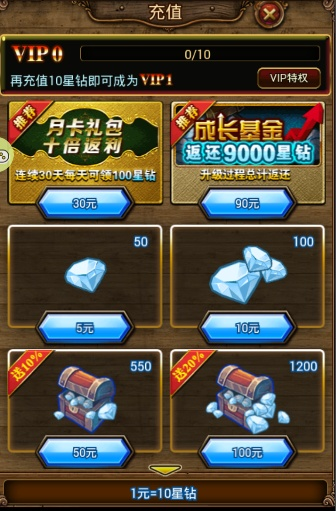 充值
VIP0
0/10
再充值10星钻即可成为VIP1
VIP特权
推荐
月卡礼包
十倍返利
连续30天每天可领100星钻
30元
推荐
成长基金
返还9000星钻
升级过程总计返还
90元
50
5元
100
10元
送10%
550
50元
送20%
1200
100元
1元=10星钻